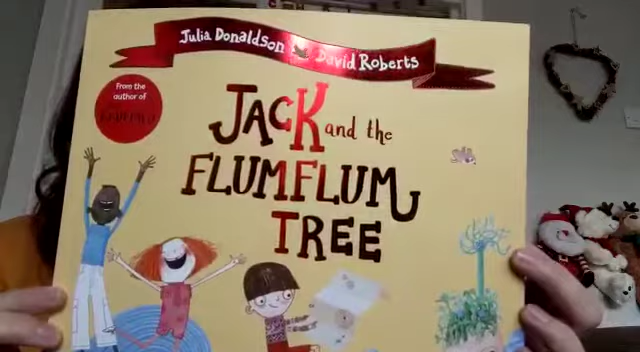 Julia Donaldson David Roberts
From the
author of
JACK and the
FLUMFLUM
TREE